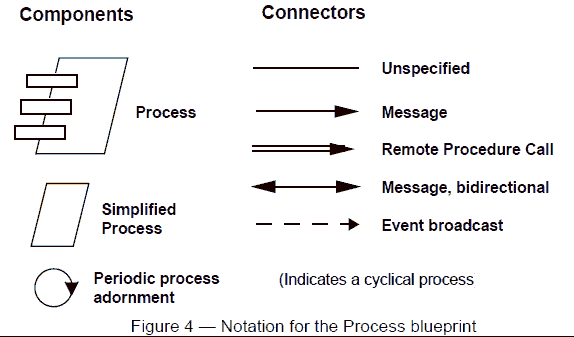 Components
Connectors
Process
Simplified
Process
Periodic process
adornment
Unspecified
Message
Remote Procedure Call
Message, bidirectional
Event broadcast
(Indicates a cyclical process
Figure 4 — Notation for the Process blueprint